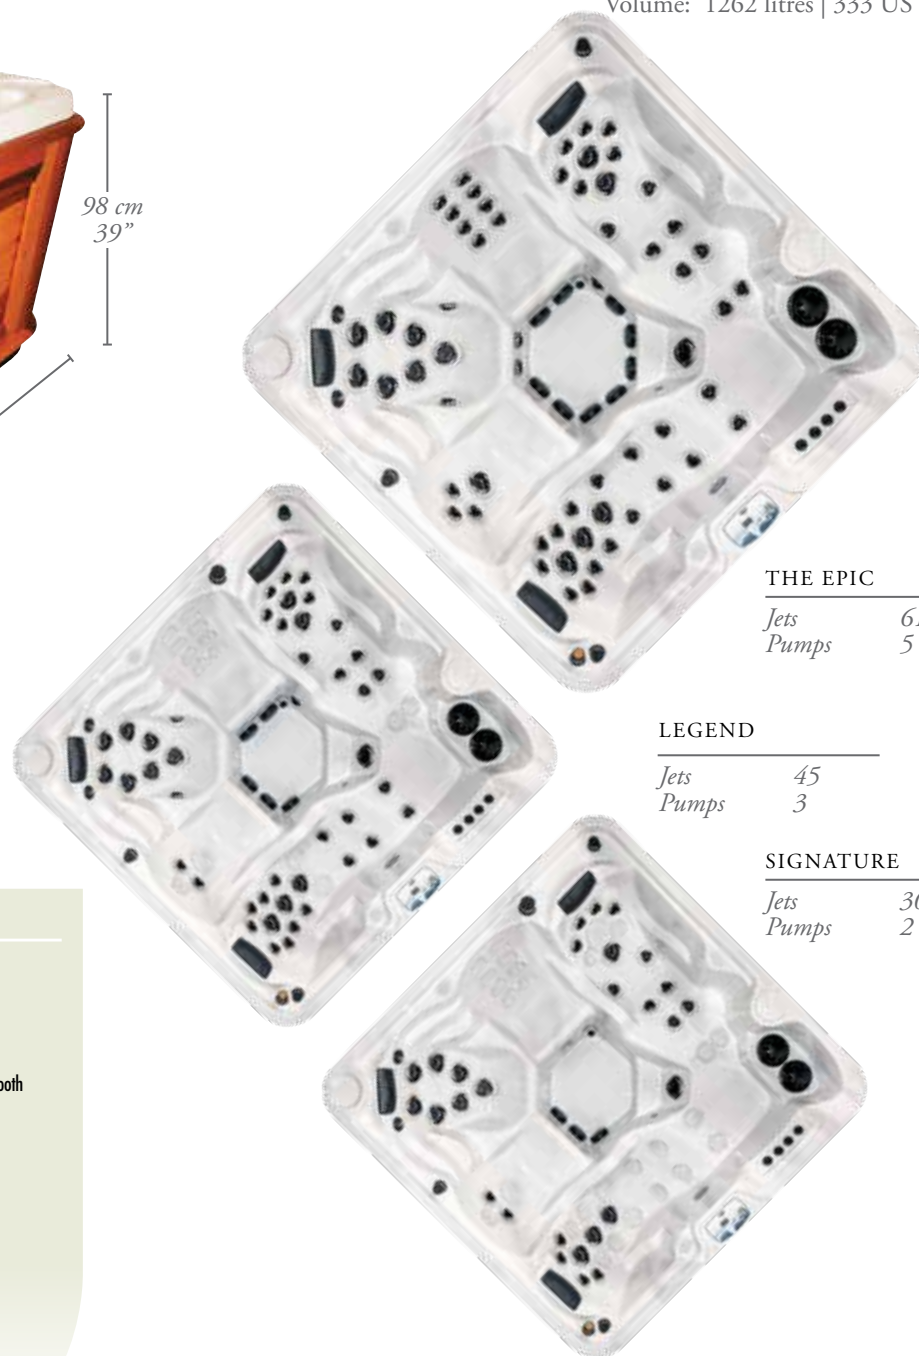 Volume: 1262 litres | 333 US
98 cm
39”
THE EPIC
Jets
Pumps 5
LEGEND
Jets 45
Pumps 3
SIGNATURE
Jets
Pumps 2